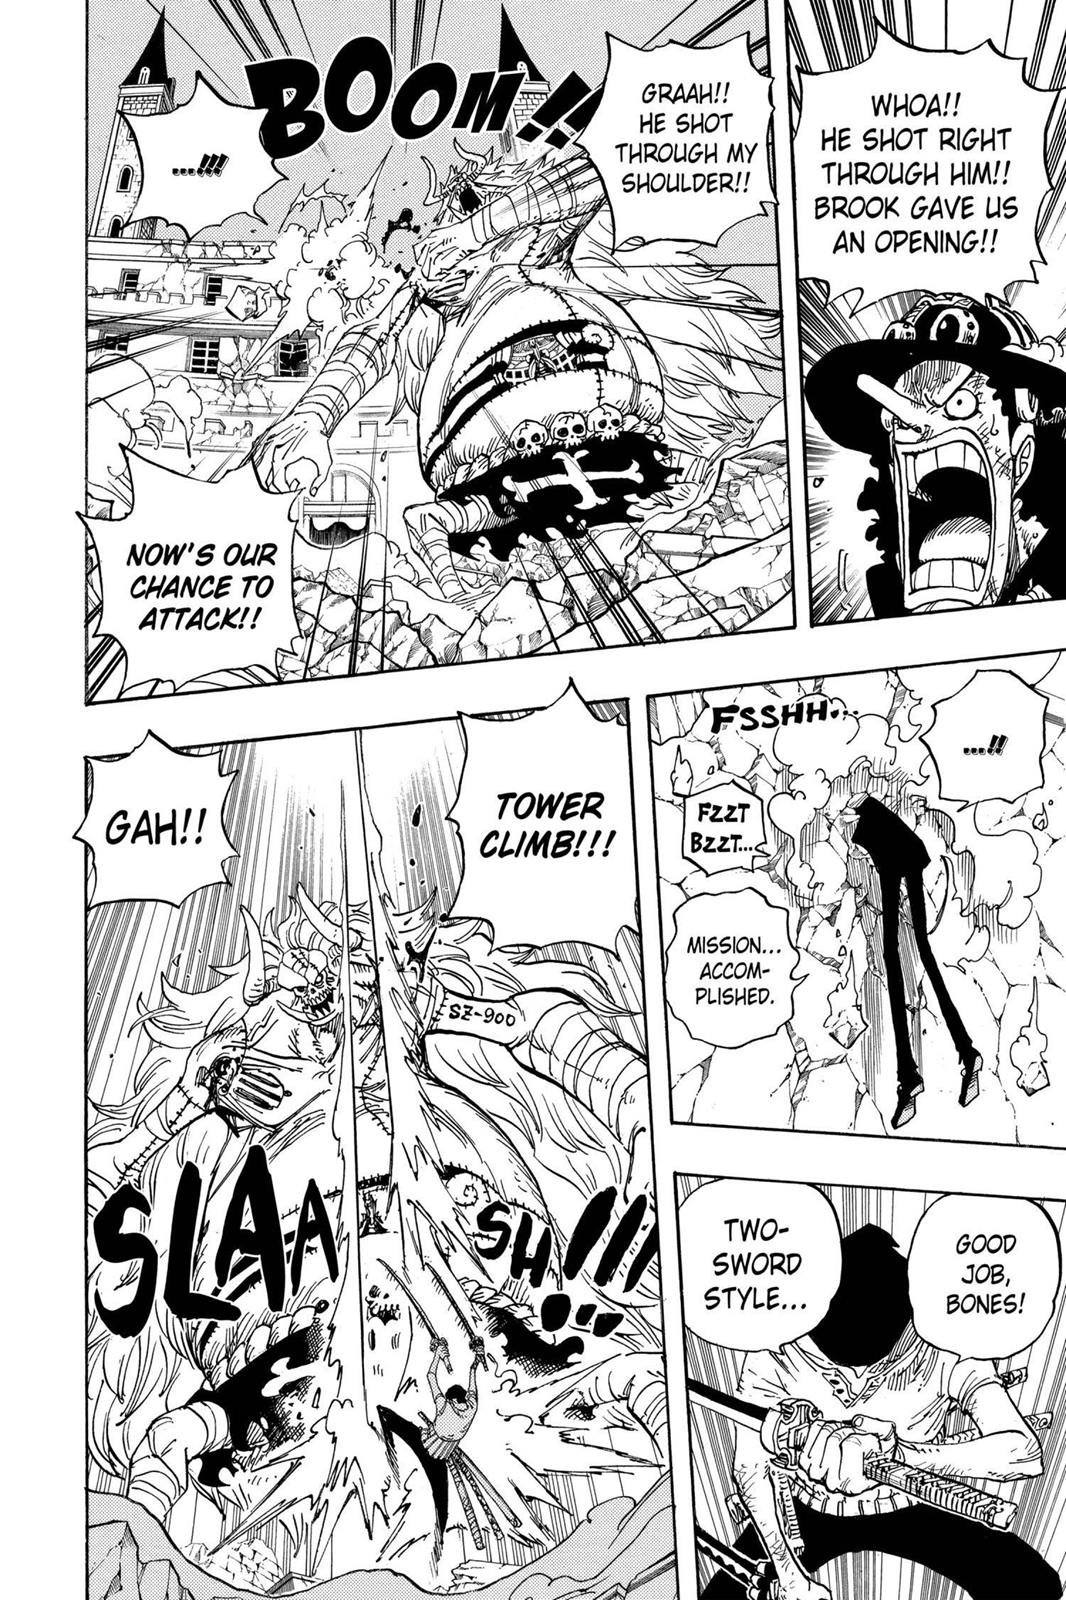 WHOA!!
HE SHOT RIGHT
THROUGH HIM!!
BROOK GAVE US
AN OPENING!!
GRAAH!!
HE SHOT
THROUGH MY
SHOULDER!!
BOOM!!
...!!!
NOW'S OUR
CHANCE TO
ATTACK!!
...!!
FSSHH...
FZZT
BZZT...
MISSION...
ACCOM-
PLISHED.
GOOD
JOB,
BONES!
TWO-
SWORD
STYLE...
TOWER
CLIMB!!!
GAH!!
SZ-900
SLAASH!!!